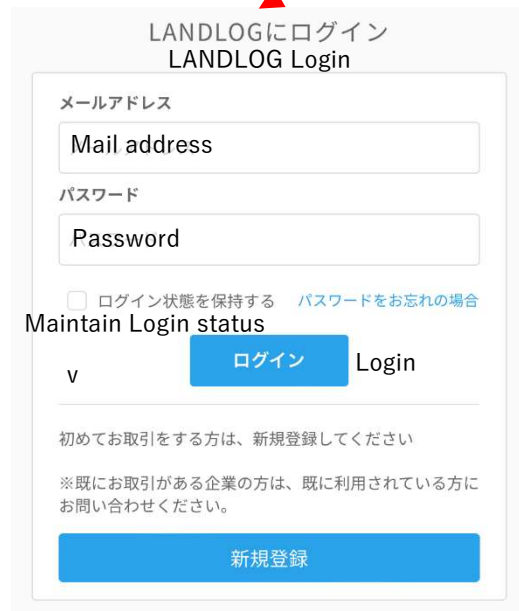 LANDLOGにログイン
LANDLOG Login
メールアドレス
Mail address
パスワード
Password
ログイン状態を保持する パスワードをお忘れの場合
Maintain Login status
ログイン Login
v
初めてお取引をする方は、新規登録してください
※既にお取引がある企業の方は、既に利用されている方に
お問い合わせください。
新規登録